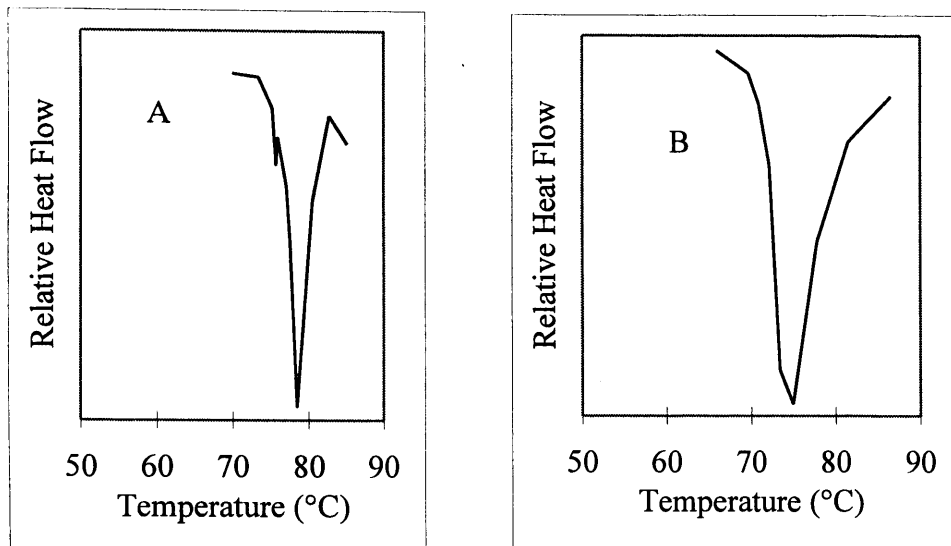 Relative Heat Flow
A
50 60 70 80 90
Temperature (°C)
Relative Heat Flow
B
50 60 70 80 90
Temperature (°C)